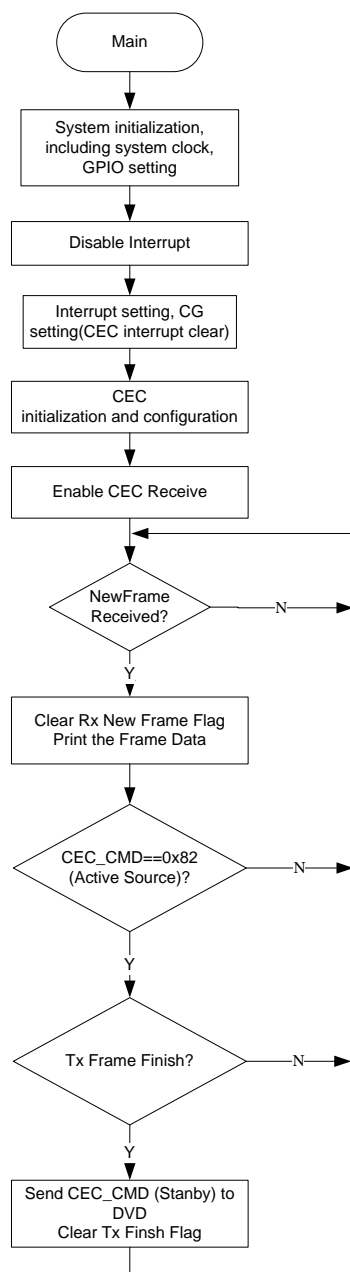 Main
System initialization,
including system clock,
GPIO setting
Disable Interrupt
Interrupt setting, CG
setting(CEC interrupt clear)
CEC
initialization and configuration
Enable CEC Receive
NewFrame
Received?
N
Y
Clear Rx New Frame Flag
Print the Frame Data
CEC_CMD==0x82
(Active Source)?
N
Y
Tx Frame Finish?
N
Y
Send CEC_CMD (Stanby) to
DVD
Clear Tx Finsh Flag